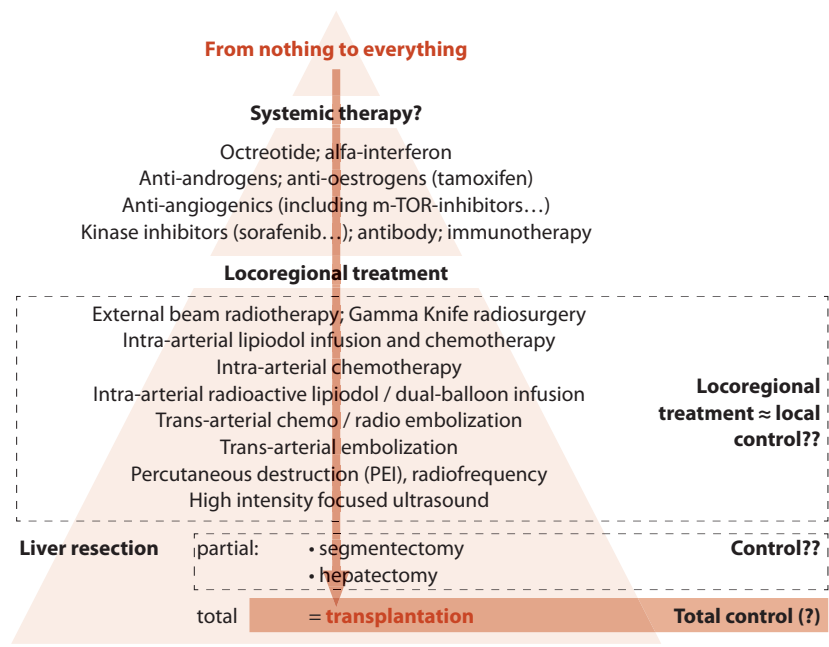 From nothing to everything
Systemic therapy?
Octreotide; alfa-interferon
Anti-androgens; anti-oestrogens (tamoxifen)
Anti-angiogenics (including m-TOR-inhibitors…)
Kinase inhibitors (sorafenib…); antibody; immunotherapy
Locoregional treatment
External beam radiotherapy; Gamma Knife radiosurgery
Intra-arterial lipiodol infusion and chemotherapy
Intra-arterial chemotherapy
Intra-arterial radioactive lipiodol / dual-balloon infusion
Trans-arterial chemo / radio embolization
Trans-arterial embolization
Percutaneous destruction (PEI), radiofrequency
High intensity focused ultrasound
Locoregional
treatment ≈ local
control??
Liver resection partial: • segmentectomy Control??
• hepatectomy
total = transplantation Total control (?)